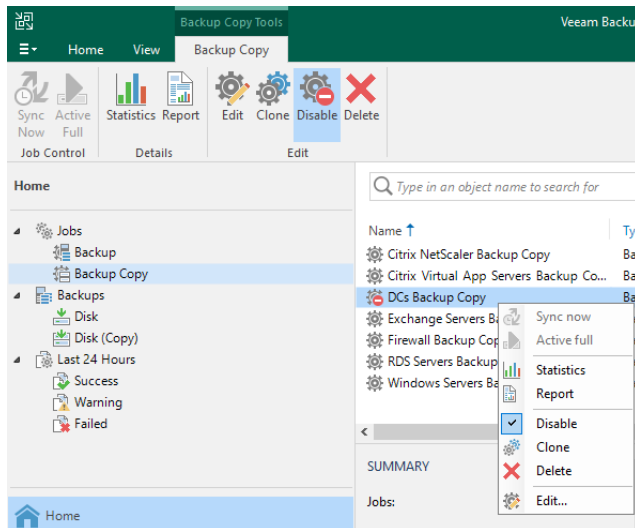 Backup Copy Tools
Veeam Backu
Home View Backup Copy
Sync Now
Active Full
Statistics
Report
Edit
Clone
Disable
Delete
Job Control
Details
Edit
Home
Jobs
Backup
Backup Copy
Backups
Disk
Disk (Copy)
Last 24 Hours
Success
Warning
Failed
Home
Type in an object name to search for
Name Ty
Citrix NetScaler Backup Copy Ba
Citrix Virtual App Servers Backup Co... Ba
DCs Backup Copy Ba
Exchange Servers Ba
Firewall Backup Cop
RDS Servers Backup
Windows Servers Ba
Sync now
Active full
Statistics
Report
Disable
Clone
Delete
Edit...
SUMMARY
Jobs: